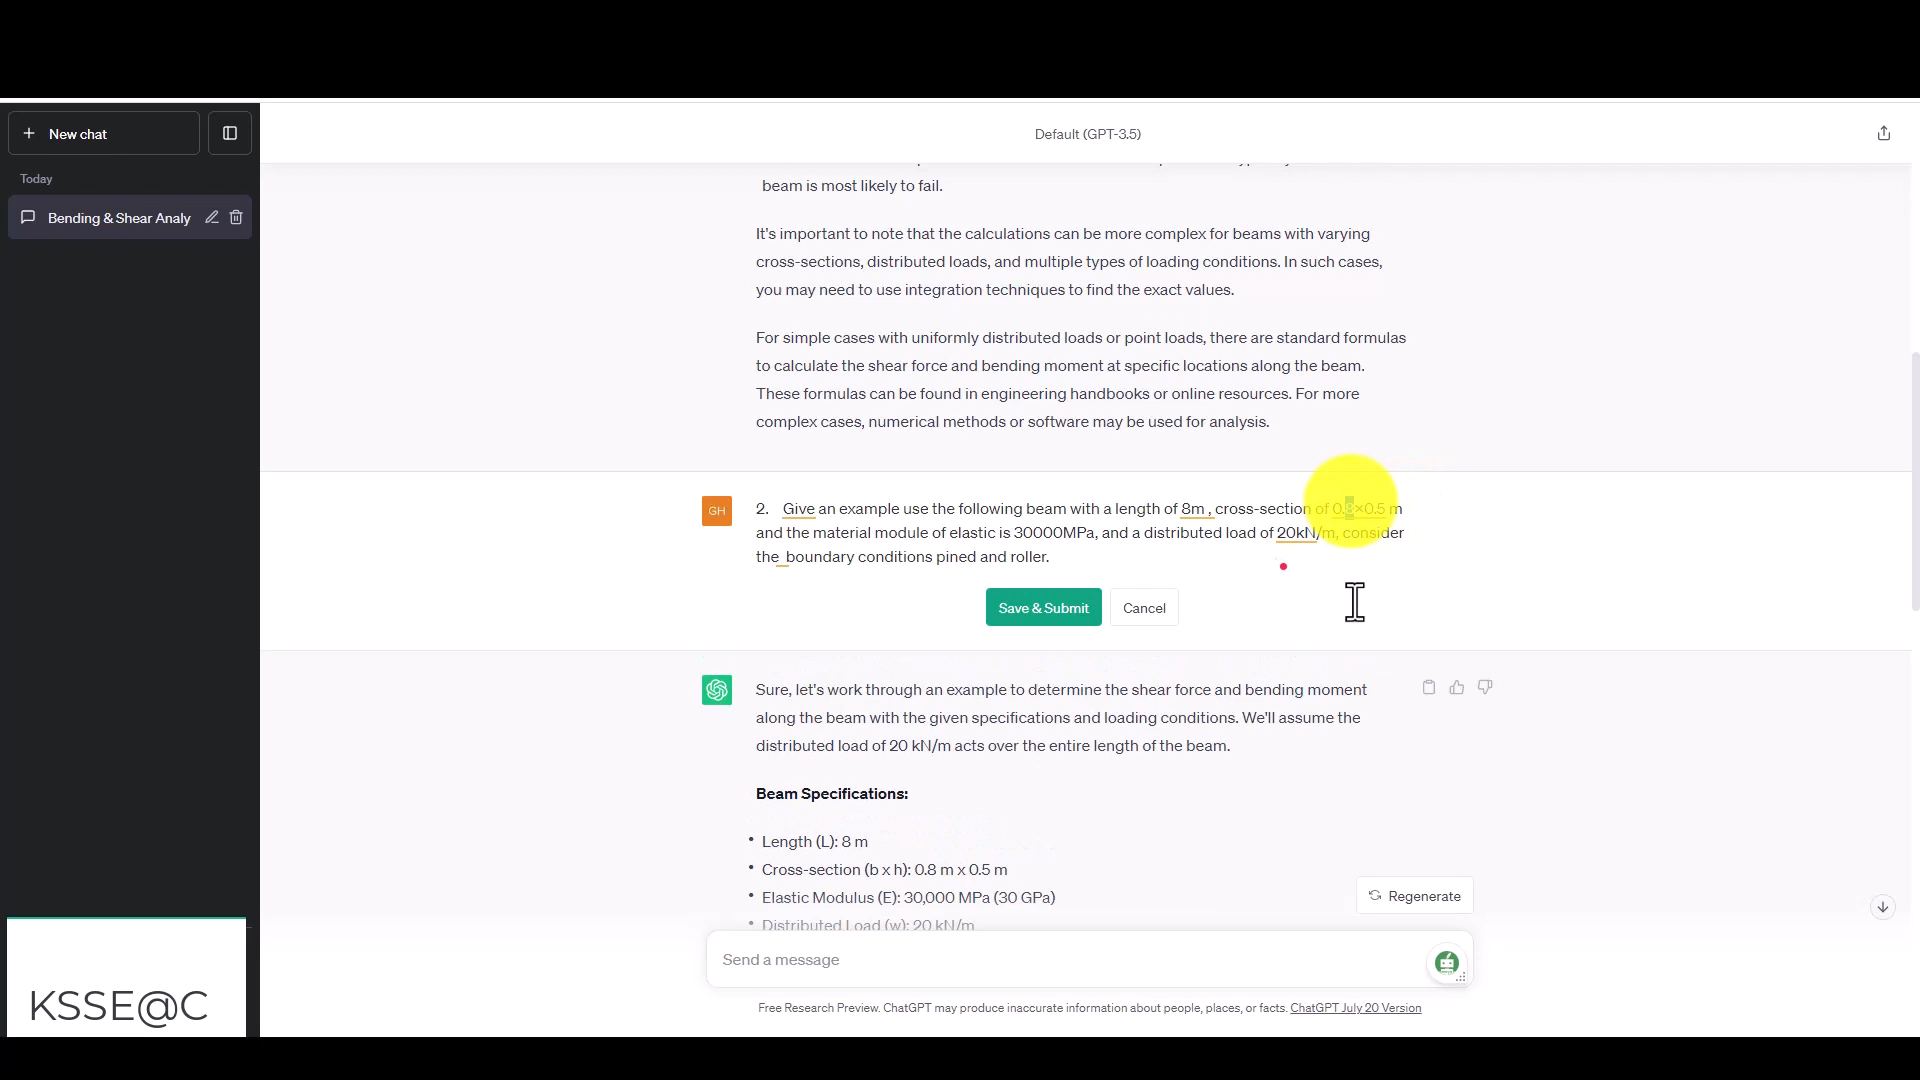 New chat
Default (GPT-3.5)
Today
Bending & Shear Analy
beam is most likely to fail.
It's important to note that the calculations can be more complex for beams with varying
cross-sections, distributed loads, and multiple types of loading conditions. In such cases,
you may need to use integration techniques to find the exact values.
For simple cases with uniformly distributed loads or point loads, there are standard formulas
to calculate the shear force and bending moment at specific locations along the beam.
These formulas can be found in engineering handbooks or online resources. For more
complex cases, numerical methods or software may be used for analysis.
GH
2. Give an example use the following beam with a length of 8m , cross-section of 0.8×0.5 m
and the material module of elastic is 30000MPa, and a distributed load of 20kN/m, consider
the boundary conditions pined and roller.
Save & Submit
Cancel
Sure, let's work through an example to determine the shear force and bending moment
along the beam with the given specifications and loading conditions. We'll assume the
distributed load of 20 kN/m acts over the entire length of the beam.
Beam Specifications:
• Length (L): 8 m
• Cross-section (b x h): 0.8 m x 0.5 m
• Elastic Modulus (E): 30,000 MPa (30 GPa)
• Distributed Load (w): 20 kN/m
Regenerate
Send a message
Free Research Preview. ChatGPT may produce inaccurate information about people, places, or facts. ChatGPT July 20 Version
KSSE@C